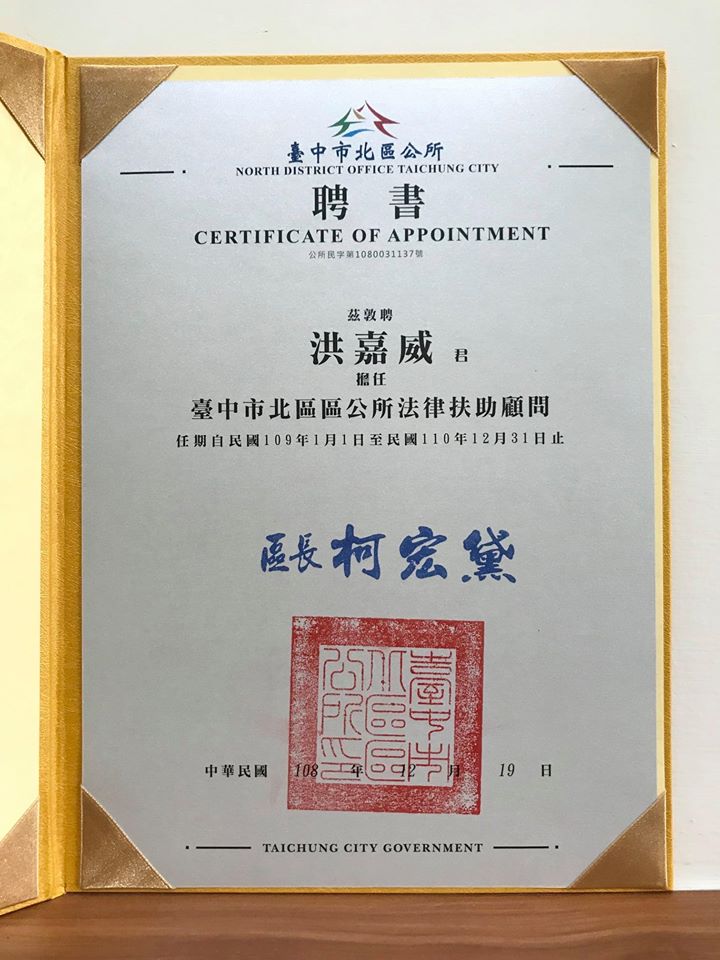 臺中市北區公所
NORTH DISTRICT OFFICE TAICHUNG CITY
聘書
CERTIFICATE OF APPOINTMENT
公所民字第1080031137號
茲敦聘
洪嘉威 君
擔任
臺中市北區區公所法律扶助顧問
任期自民國109年1月1日至民國110年12月31日止
區長 柯宏黛
臺中市
北區區
公所印
中華民國 108 年 12 月 19 日
TAICHUNG CITY GOVERNMENT